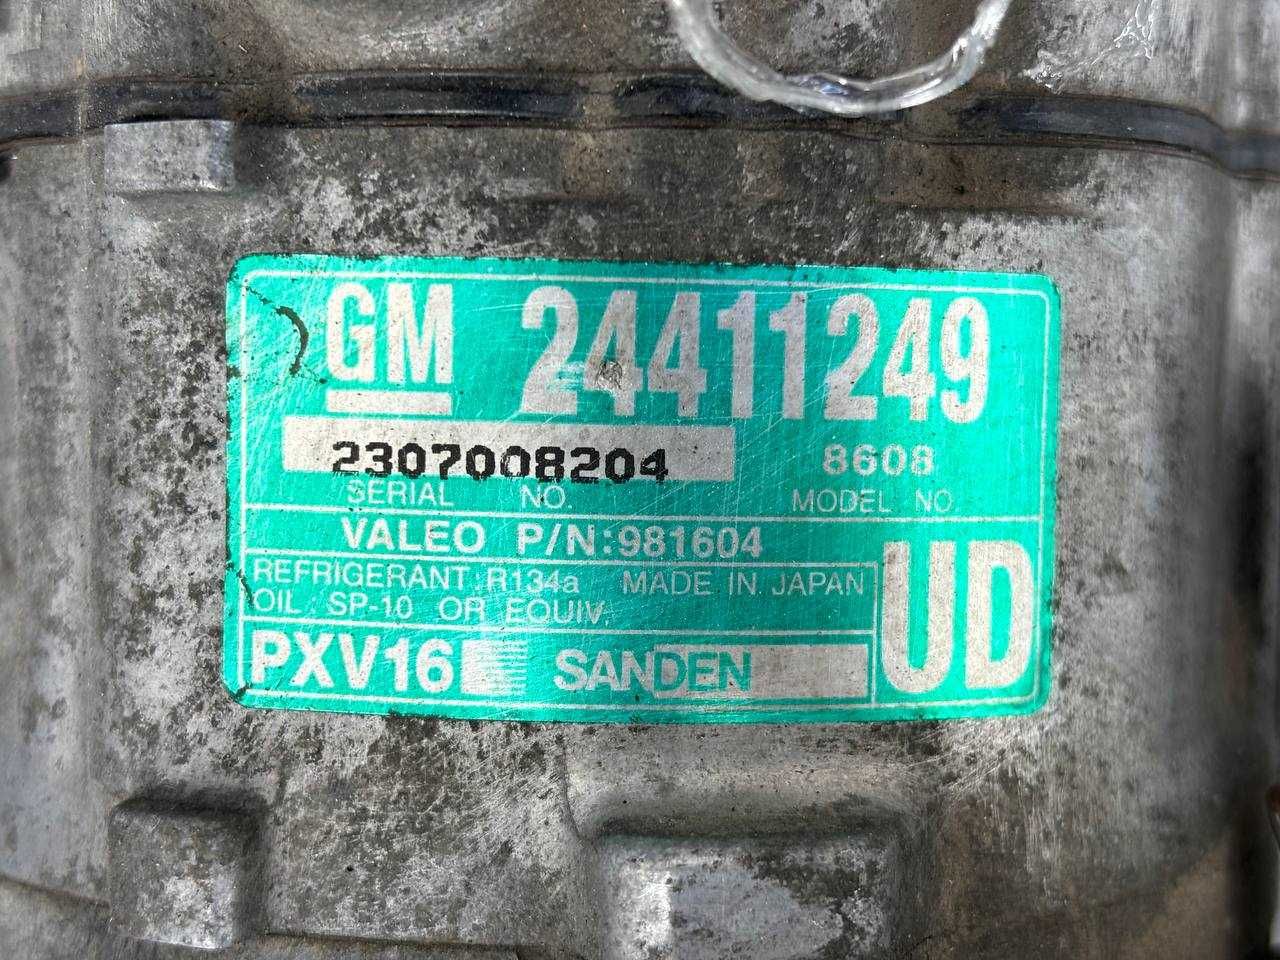 GM 24411249
2307008204 8608
SERIAL NO. MODEL NO.
VALEO P/N:981604
REFRIGERANT R134a MADE IN JAPAN
OIL SP-10 OR EQUIV.
UD
PXV16 SANDEN